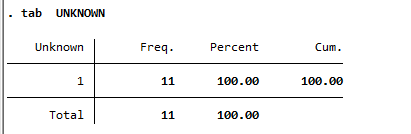 . tab UNKNOWN
Unknown Freq. Percent Cum.
1 11 100.00 100.00
Total 11 100.00